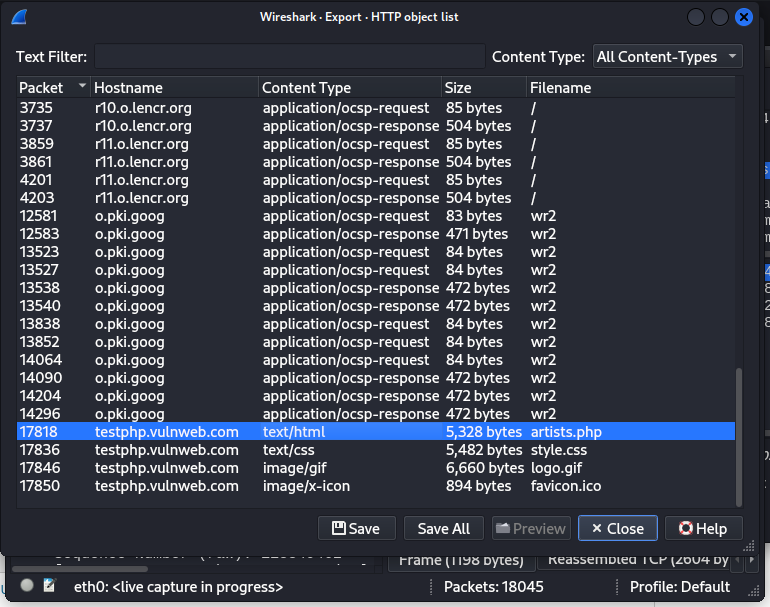 Wireshark · Export · HTTP object list
Text Filter: Content Type: All Content-Types
Packet Hostname Content Type Size Filename
3735 r10.o.lencr.org application/ocsp-request 85 bytes /
3737 r10.o.lencr.org application/ocsp-response 504 bytes /
3859 r11.o.lencr.org application/ocsp-request 85 bytes /
3861 r11.o.lencr.org application/ocsp-response 504 bytes /
4201 r11.o.lencr.org application/ocsp-request 85 bytes /
4203 r11.o.lencr.org application/ocsp-response 504 bytes /
12581 o.pki.goog application/ocsp-request 83 bytes wr2
12583 o.pki.goog application/ocsp-response 471 bytes wr2
13523 o.pki.goog application/ocsp-request 84 bytes wr2
13527 o.pki.goog application/ocsp-request 84 bytes wr2
13538 o.pki.goog application/ocsp-response 472 bytes wr2
13540 o.pki.goog application/ocsp-response 472 bytes wr2
13838 o.pki.goog application/ocsp-request 84 bytes wr2
13852 o.pki.goog application/ocsp-request 84 bytes wr2
14064 o.pki.goog application/ocsp-request 84 bytes wr2
14090 o.pki.goog application/ocsp-response 472 bytes wr2
14204 o.pki.goog application/ocsp-response 472 bytes wr2
14296 o.pki.goog application/ocsp-response 472 bytes wr2
17818 testphp.vulnweb.com text/html 5,328 bytes artists.php
17836 testphp.vulnweb.com text/css 5,482 bytes style.css
17846 testphp.vulnweb.com image/gif 6,660 bytes logo.gif
17850 testphp.vulnweb.com image/x-icon 894 bytes favicon.ico
Save Save All Preview Close Help
Frame (1198 bytes) Reassembled TCP (2604 by
eth0: <live capture in progress> Packets: 18045 Profile: Default